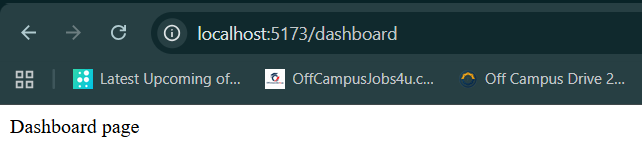 localhost:5173/dashboard
Latest Upcoming of... OffCampusJobs4u.c... Off Campus Drive 2...
Dashboard page